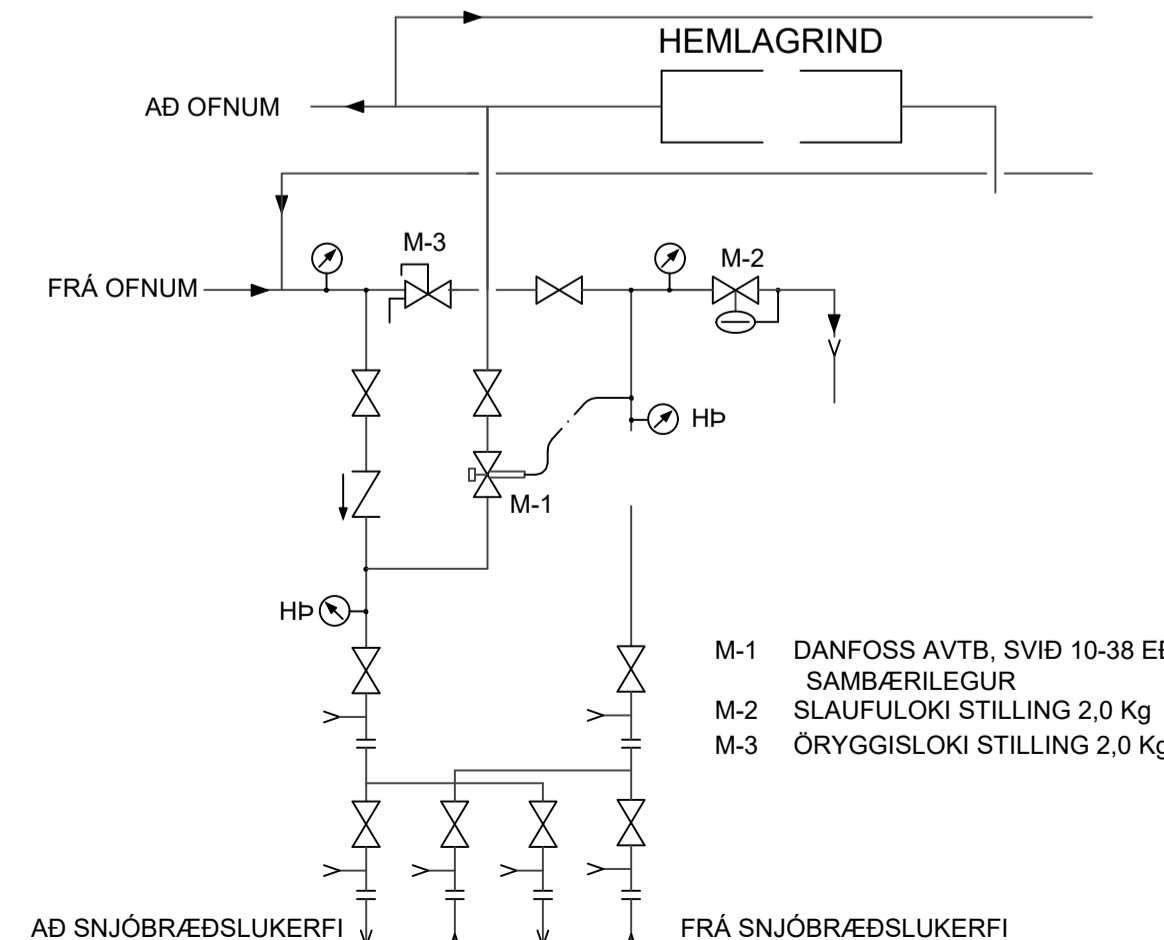 HEMLAGRIND
AÐ OFNUM
M-3
M-2
FRÁ OFNUM
HÞ
M-1
HÞ
M-1 DANFOSS AVTB, SVIÐ 10-38
SAMBÆRILEGUR
M-2 SLAUFULOKI STILLING 2,0 Kg
M-3 ÖRYGGISLOKI STILLING 2,0 Kg
AÐ SNJÓBRÆÐSLUKERFI
FRÁ SNJÓBRÆÐSLUKERFI